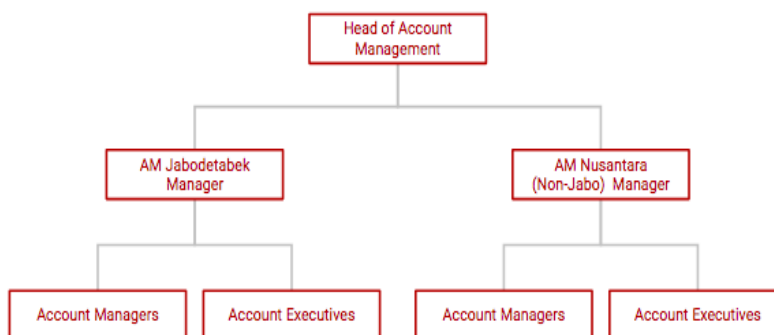 Head of Account
Management
AM Jabodetabek
Manager
AM Nusantara
(Non-Jabo) Manager
Account Managers
Account Executives
Account Managers
Account Executives